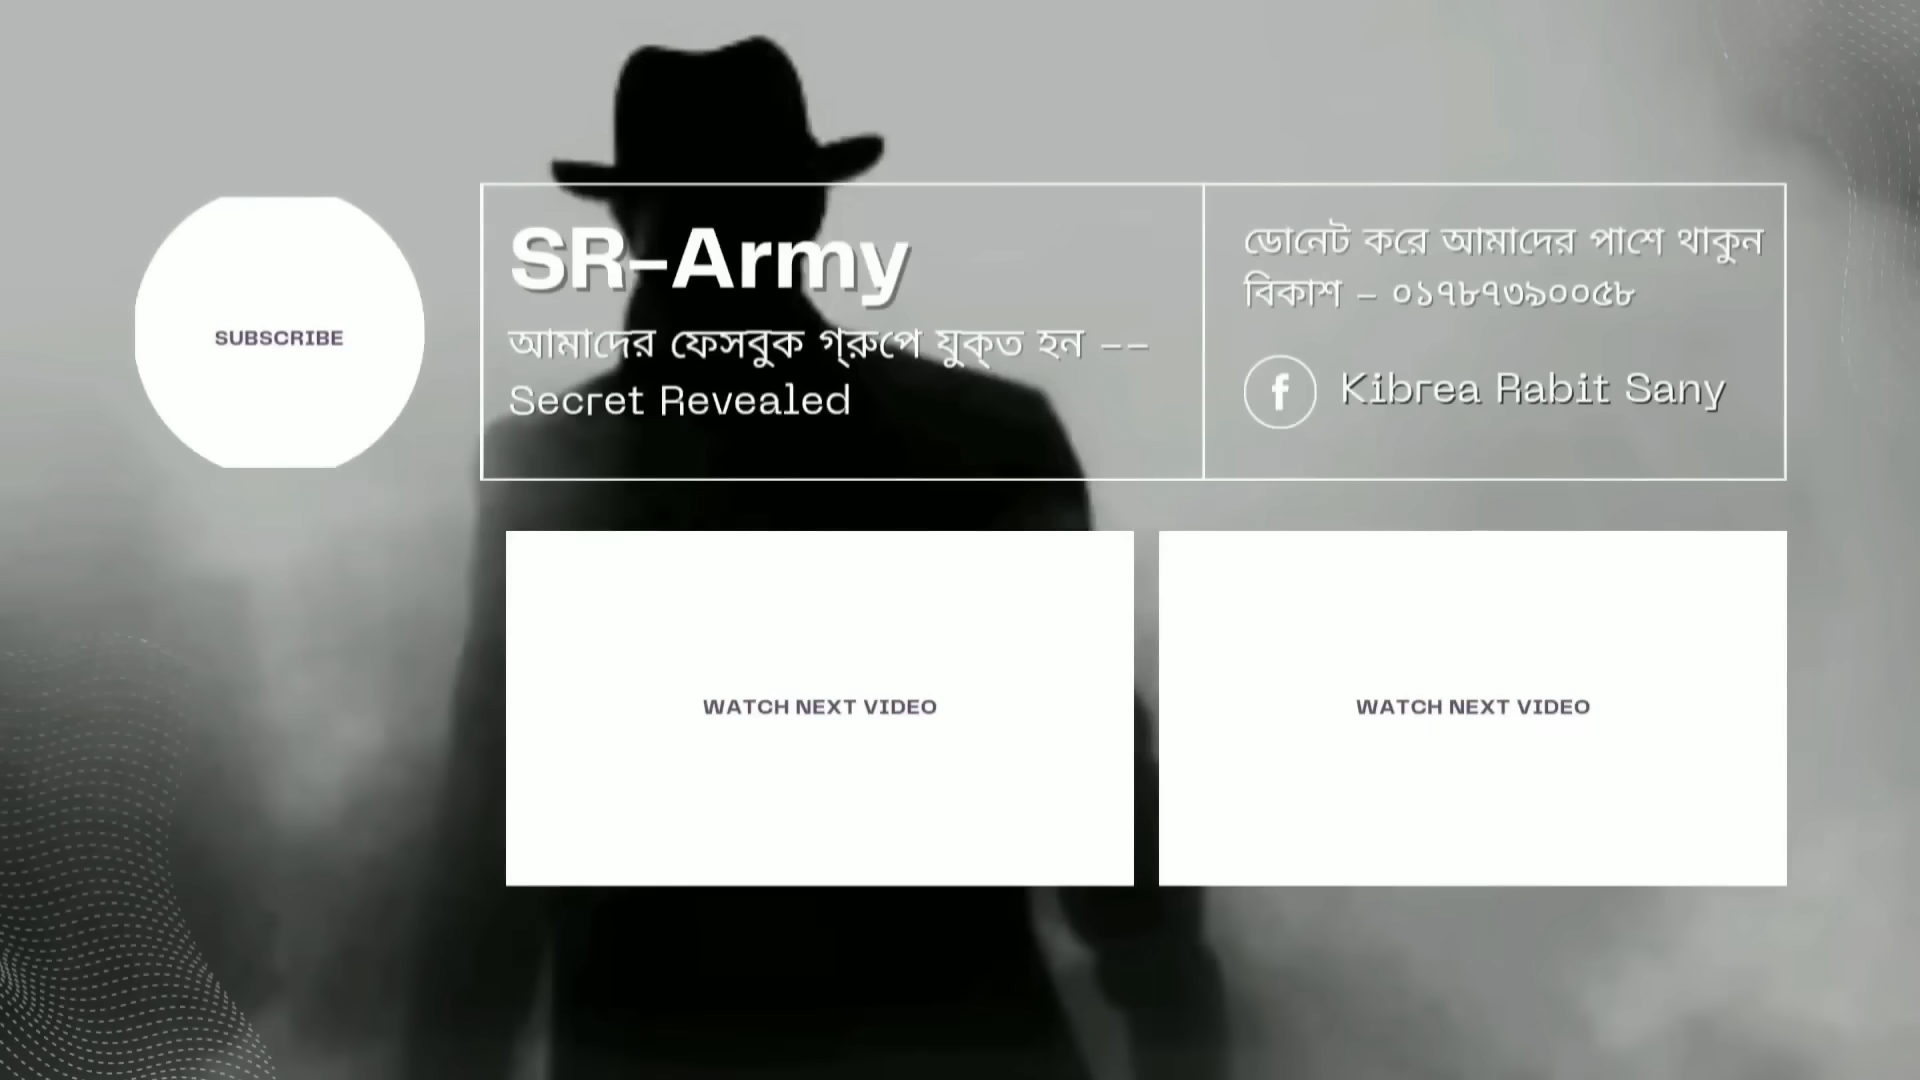 SUBSCRIBE
SR-Army
আমাদের ফেসবুক গ্রুপে যুক্ত হন --
Secret Revealed
ডোনেট করে আমাদের পাশে থাকুন
বিকাশ - ০১৭৮৭৩৯০০৫৮
f Kibrea Rabit Sany
WATCH NEXT VIDEO
WATCH NEXT VIDEO